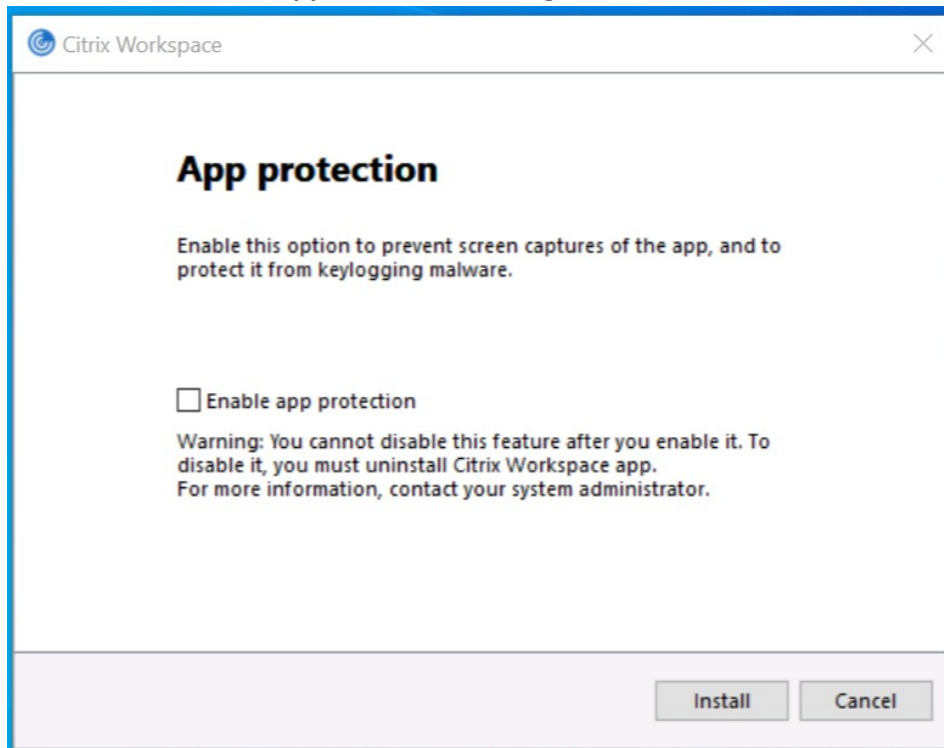 Citrix Workspace
App protection
Enable this option to prevent screen captures of the app, and to
protect it from keylogging malware.
Enable app protection
Warning: You cannot disable this feature after you enable it. To
disable it, you must uninstall Citrix Workspace app.
For more information, contact your system administrator.
Install Cancel